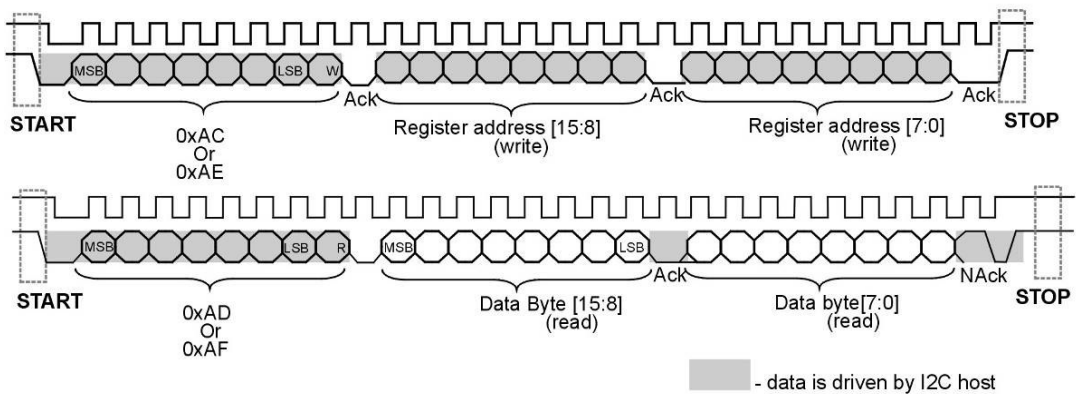 MSB LSB W
Ack Ack Ack
START STOP
0xAC
Or
0xAE
Register address [15:8]
(write)
Register address [7:0]
(write)
MSB LSB R MSB LSB
Ack NAck
START STOP
0xAD
Or
0xAF
Data Byte [15:8]
(read)
Data byte[7:0]
(read)
- data is driven by I2C host